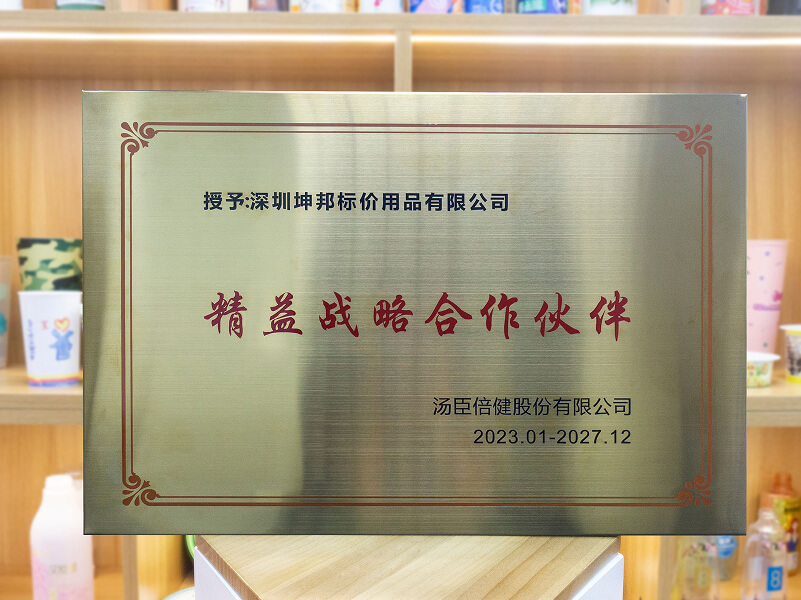 授予:深圳坤邦标价用品有限公司
精益战略合作伙伴
汤臣倍健股份有限公司
2023.01-2027.12